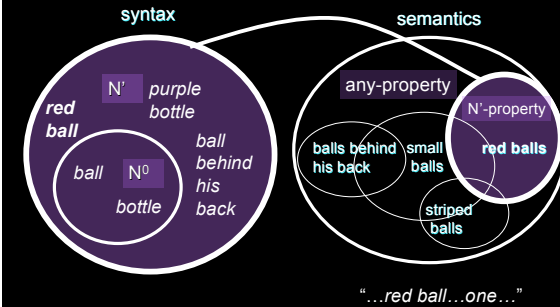 syntax
N'
purple
bottle
red
ball
ball
N⁰
bottle
ball
behind
his
back
semantics
any-property
N'-property
red balls
balls behind
his back
small
balls
striped
balls
“…red ball…one…”